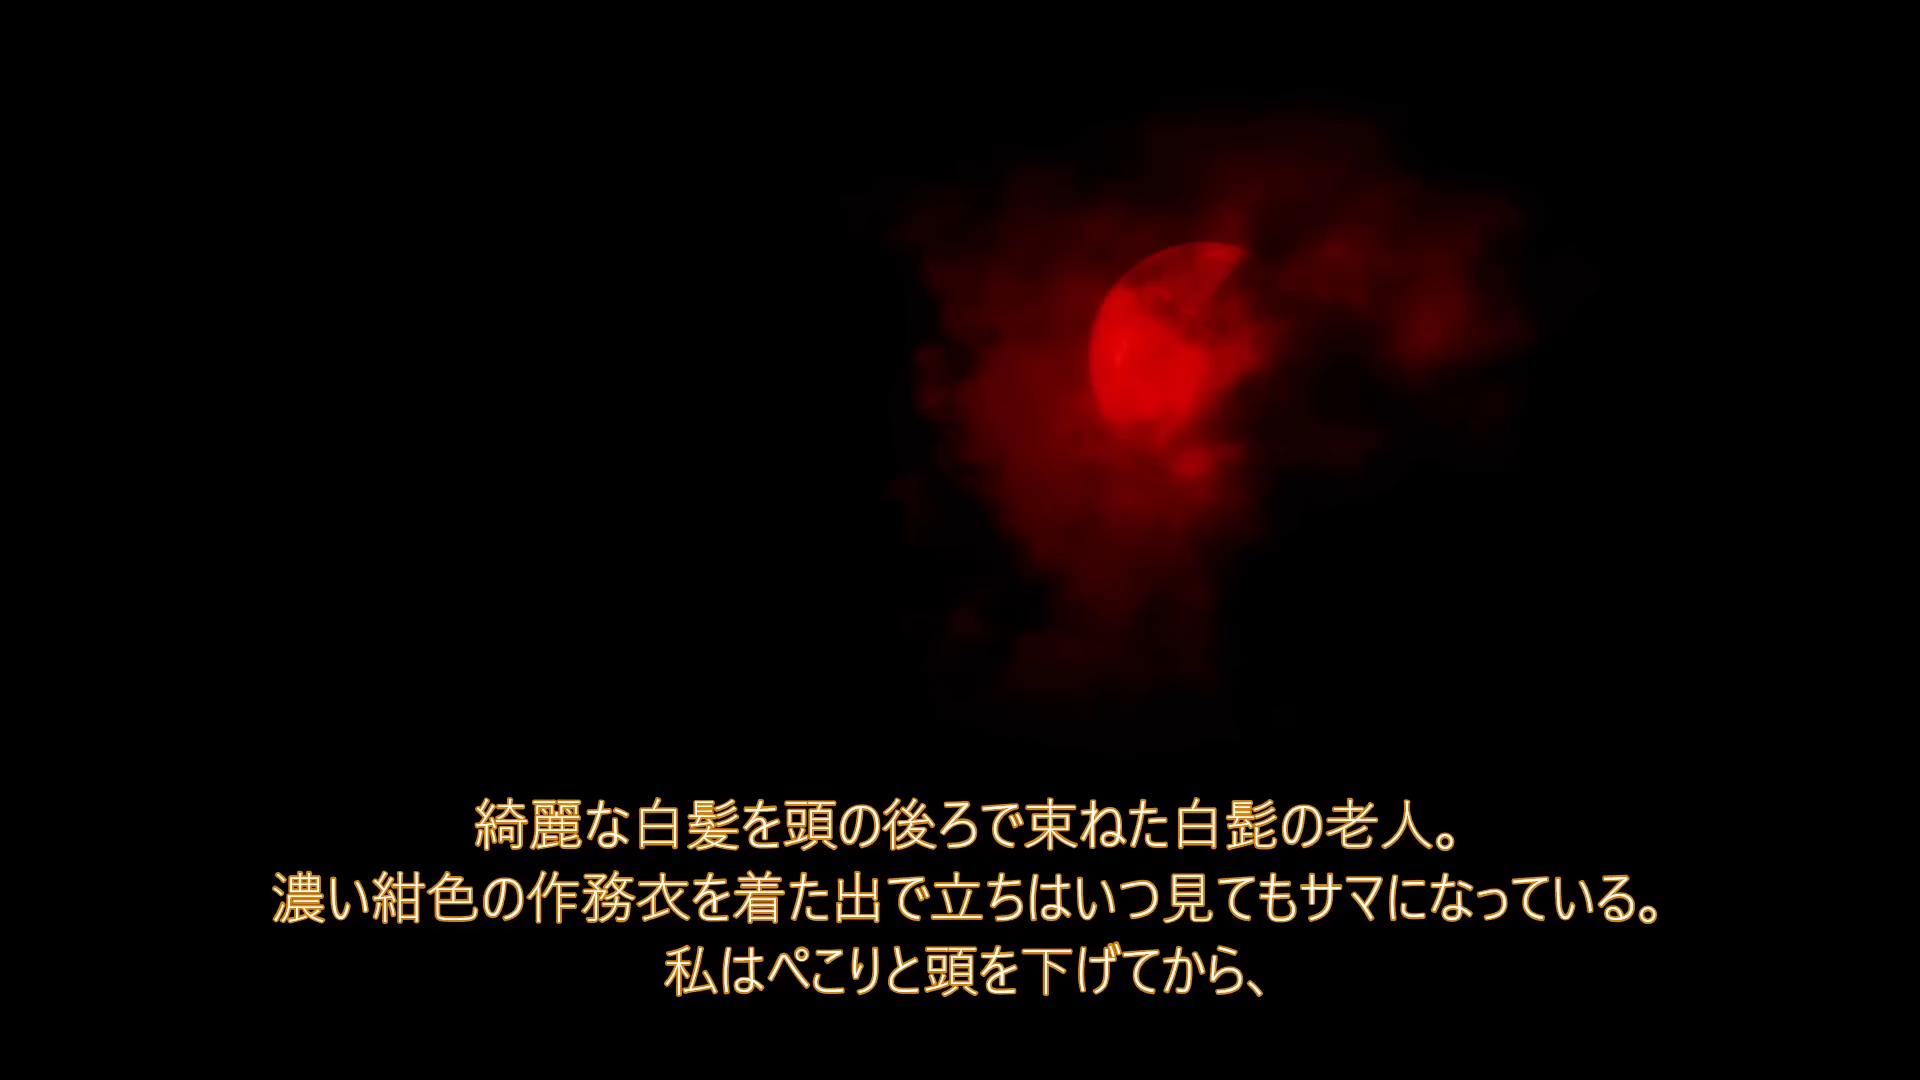 綺麗な白髪を頭の後ろで束ねた白髭の老人。
濃い紺色の作務衣を着た出で立ちはいつ見てもサマになっている。
私はぺこりと頭を下げてから、